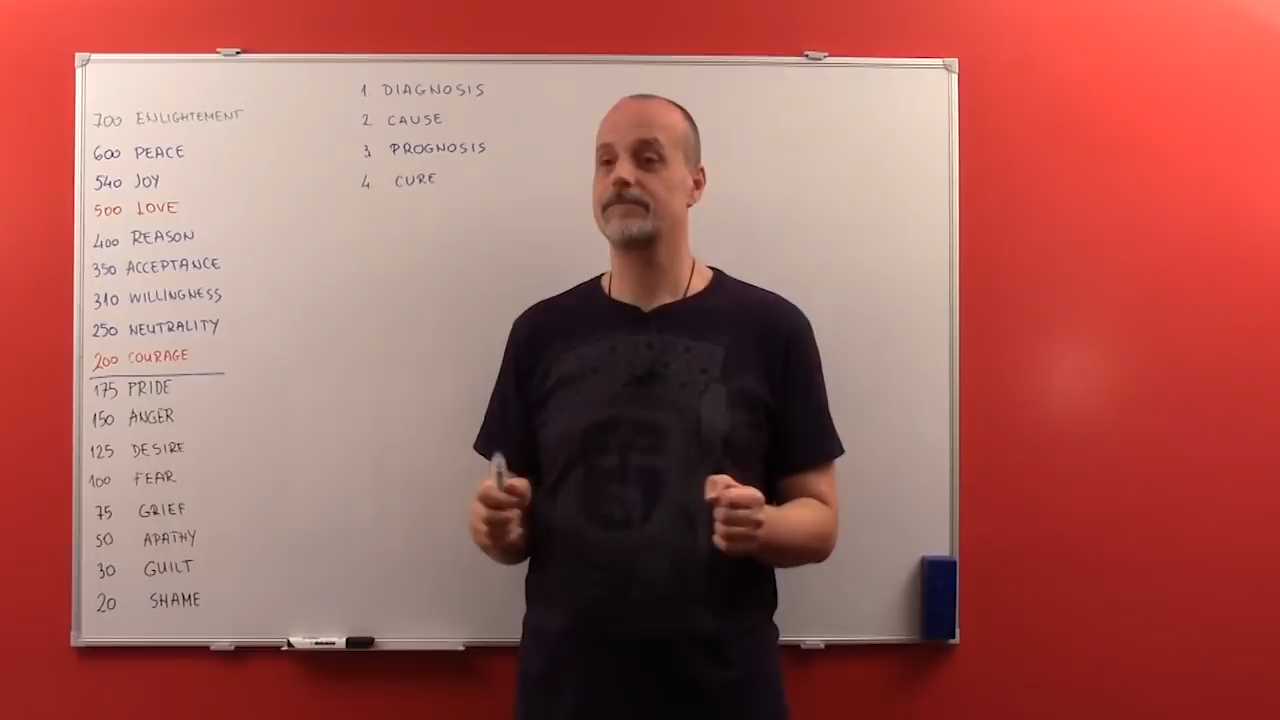 700 ENLIGHTEMENT
600 PEACE
540 JOY
500 LOVE
400 REASON
350 ACCEPTANCE
310 WILLINGNESS
250 NEUTRALITY
200 COURAGE
175 PRIDE
150 ANGER
125 DESIRE
100 FEAR
75 GRIEF
50 APATHY
30 GUILT
20 SHAME
1. DIAGNOSIS
2 CAUSE
3 PROGNOSIS
4. CURE